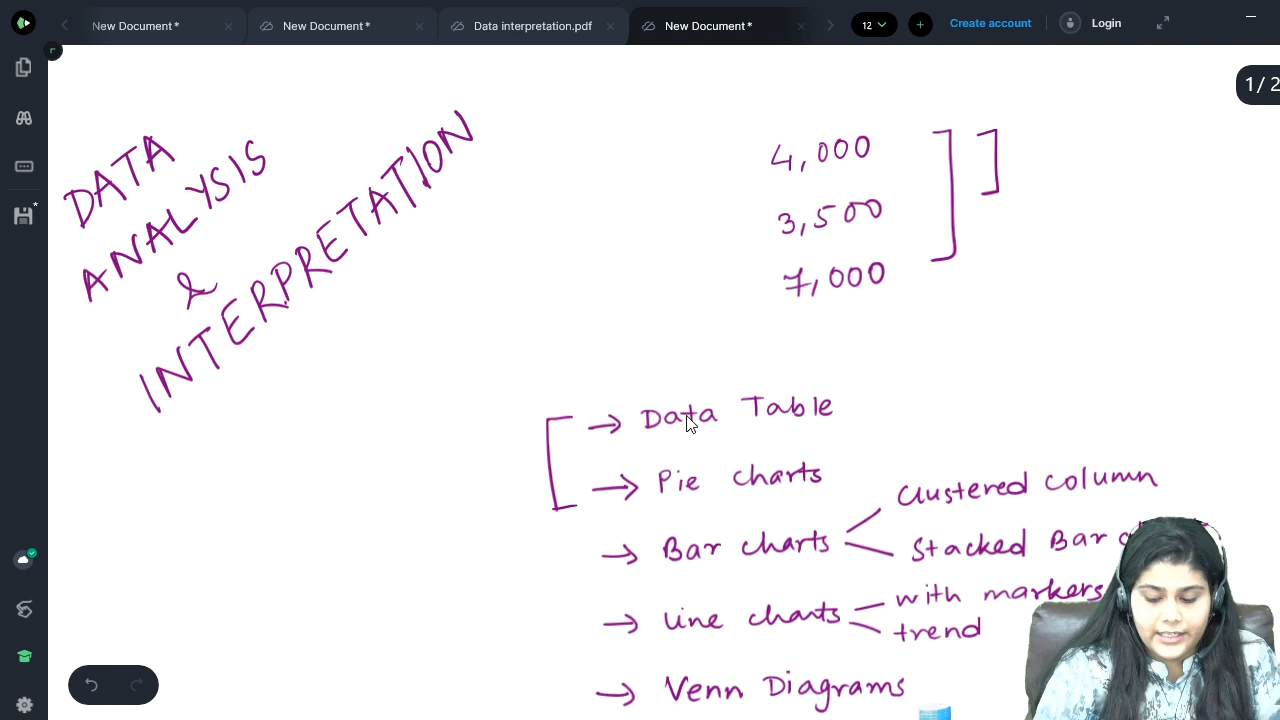 New Document*
New Document*
Data interpretation.pdf
New Document*
12
Create account
Login
1/2
DATA
ANALYSIS
&
INTERPRETATION
4,000
3,500
7,000
→ Data Table
→ Pie charts
→ Bar charts
Clustered column
Stacked Bar
→ Line charts
with markers
trend
→ Venn Diagrams